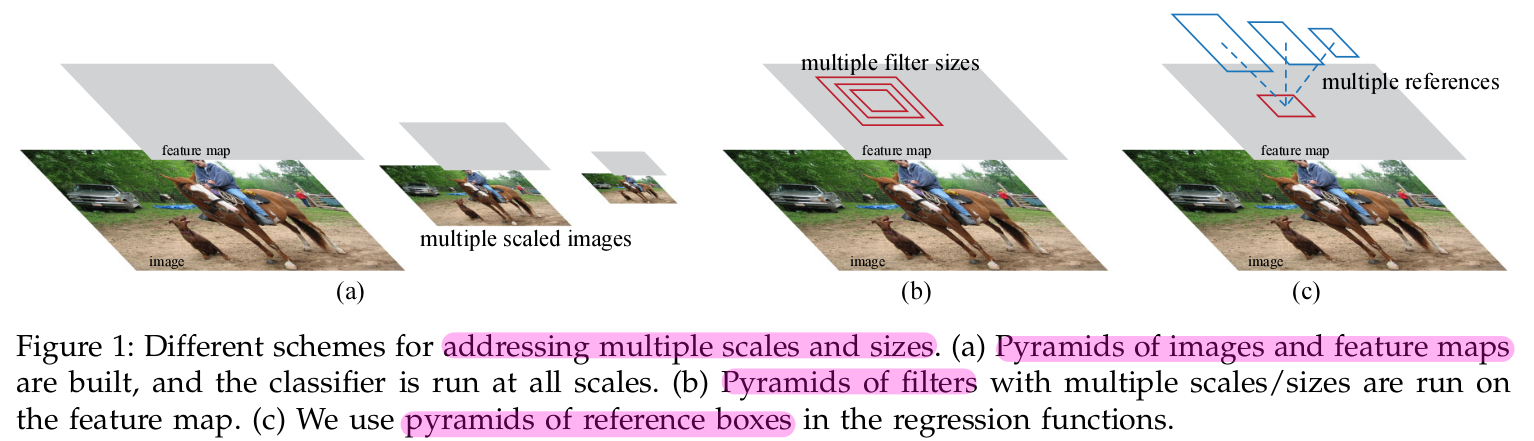 multiple filter sizes
multiple references
feature map
feature map
feature map
multiple scaled images
image
image
image
(a)
(b)
(c)
Figure 1: Different schemes for addressing multiple scales and sizes. (a) Pyramids of images and feature maps
are built, and the classifier is run at all scales. (b) Pyramids of filters with multiple scales/sizes are run on
the feature map. (c) We use pyramids of reference boxes in the regression functions.